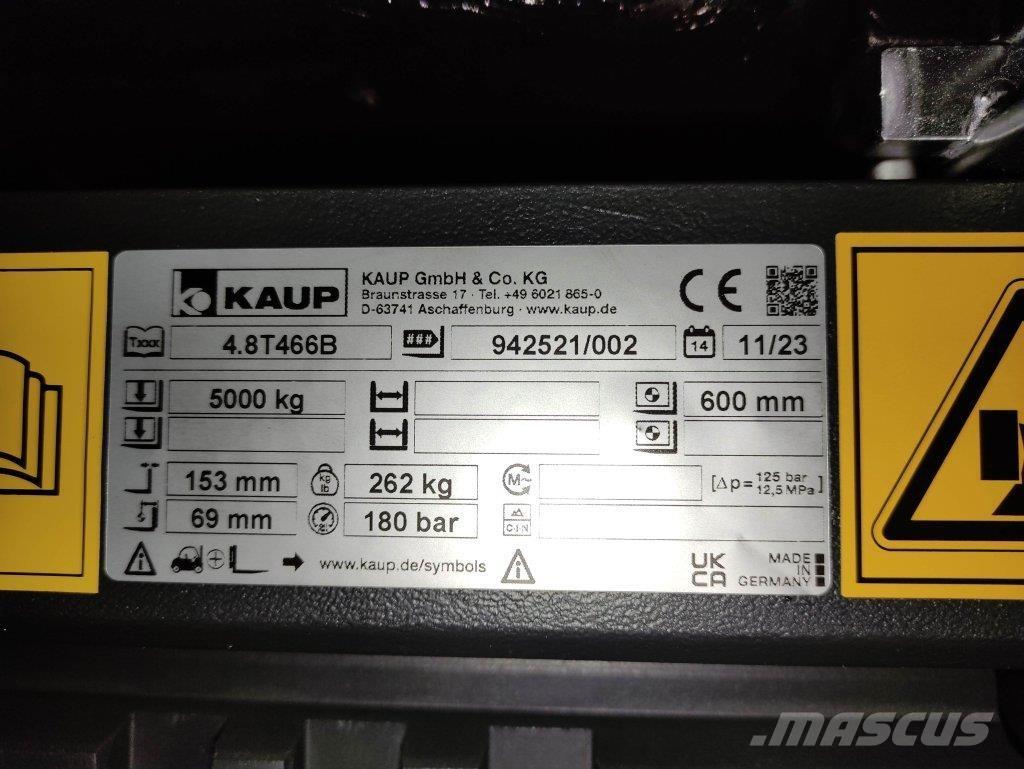 KAUP
KAUP GmbH & Co. KG
Braunstrasse 17 · Tel. +49 6021 865-0
D-63741 Aschaffenburg · www.kaup.de
CE
Txxx 4.8T466B ### 942521/002 14 11/23
5000 kg 600 mm
153 mm kg lb 262 kg M~ [Δp= 125 bar 12,5 MPa]
69 mm 180 bar C-I-N
www.kaup.de/symbols
UK CA
MADE IN GERMANY
MASCUS